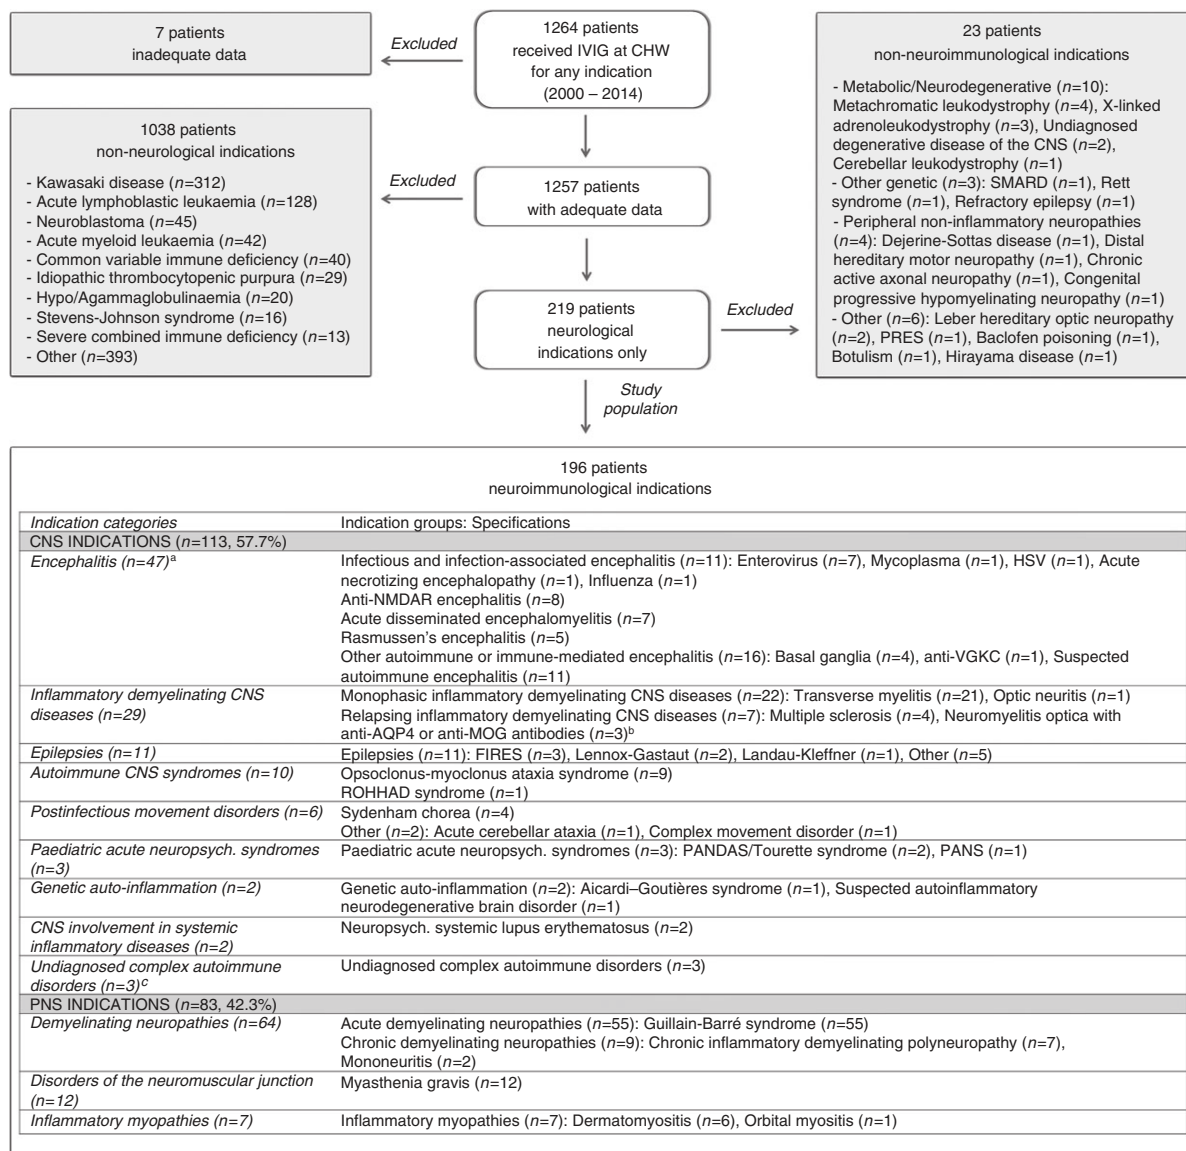 7 patients
inadequate data
Excluded
1264 patients
received IVIG at CHW
for any indication
(2000 – 2014)
23 patients
non-neuroimmunological indications
- Metabolic/Neurodegenerative (n=10):
Metachromatic leukodystrophy (n=4), X-linked
adrenoleukodystrophy (n=3), Undiagnosed
degenerative disease of the CNS (n=2),
Cerebellar leukodystrophy (n=1)
- Other genetic (n=3): SMARD (n=1), Rett
syndrome (n=1), Refractory epilepsy (n=1)
- Peripheral non-inflammatory neuropathies
(n=4): Dejerine-Sottas disease (n=1), Distal
hereditary motor neuropathy (n=1), Chronic
active axonal neuropathy (n=1), Congenital
progressive hypomyelinating neuropathy (n=1)
- Other (n=6): Leber hereditary optic neuropathy
(n=2), PRES (n=1), Baclofen poisoning (n=1),
Botulism (n=1), Hirayama disease (n=1)
1038 patients
non-neurological indications
- Kawasaki disease (n=312)
- Acute lymphoblastic leukaemia (n=128)
- Neuroblastoma (n=45)
- Acute myeloid leukaemia (n=42)
- Common variable immune deficiency (n=40)
- Idiopathic thrombocytopenic purpura (n=29)
- Hypo/Agammaglobulinaemia (n=20)
- Stevens-Johnson syndrome (n=16)
- Severe combined immune deficiency (n=13)
- Other (n=393)
Excluded
1257 patients
with adequate data
219 patients
neurological
indications only
Excluded
Study
population
196 patients
neuroimmunological indications
Indication categories
Indication groups: Specifications
CNS INDICATIONS (n=113, 57.7%)
Encephalitis (n=47)a
Infectious and infection-associated encephalitis (n=11): Enterovirus (n=7), Mycoplasma (n=1), HSV (n=1), Acute
necrotizing encephalopathy (n=1), Influenza (n=1)
Anti-NMDAR encephalitis (n=8)
Acute disseminated encephalomyelitis (n=7)
Rasmussen's encephalitis (n=5)
Other autoimmune or immune-mediated encephalitis (n=16): Basal ganglia (n=4), anti-VGKC (n=1), Suspected
autoimmune encephalitis (n=11)
Inflammatory demyelinating CNS
diseases (n=29)
Monophasic inflammatory demyelinating CNS diseases (n=22): Transverse myelitis (n=21), Optic neuritis (n=1)
Relapsing inflammatory demyelinating CNS diseases (n=7): Multiple sclerosis (n=4), Neuromyelitis optica with
anti-AQP4 or anti-MOG antibodies (n=3)b
Epilepsies (n=11)
Epilepsies (n=11): FIRES (n=3), Lennox-Gastaut (n=2), Landau-Kleffner (n=1), Other (n=5)
Autoimmune CNS syndromes (n=10)
Opsoclonus-myoclonus ataxia syndrome (n=9)
ROHHAD syndrome (n=1)
Postinfectious movement disorders (n=6)
Sydenham chorea (n=4)
Other (n=2): Acute cerebellar ataxia (n=1), Complex movement disorder (n=1)
Paediatric acute neuropsych. syndromes
(n=3)
Paediatric acute neuropsych. syndromes (n=3): PANDAS/Tourette syndrome (n=2), PANS (n=1)
Genetic auto-inflammation (n=2)
Genetic auto-inflammation (n=2): Aicardi–Goutières syndrome (n=1), Suspected autoinflammatory
neurodegenerative brain disorder (n=1)
CNS involvement in systemic
inflammatory diseases (n=2)
Neuropsych. systemic lupus erythematosus (n=2)
Undiagnosed complex autoimmune
disorders (n=3)c
Undiagnosed complex autoimmune disorders (n=3)
PNS INDICATIONS (n=83, 42.3%)
Demyelinating neuropathies (n=64)
Acute demyelinating neuropathies (n=55): Guillain-Barré syndrome (n=55)
Chronic demyelinating neuropathies (n=9): Chronic inflammatory demyelinating polyneuropathy (n=7),
Mononeuritis (n=2)
Disorders of the neuromuscular junction
(n=12)
Myasthenia gravis (n=12)
Inflammatory myopathies (n=7)
Inflammatory myopathies (n=7): Dermatomyositis (n=6), Orbital myositis (n=1)